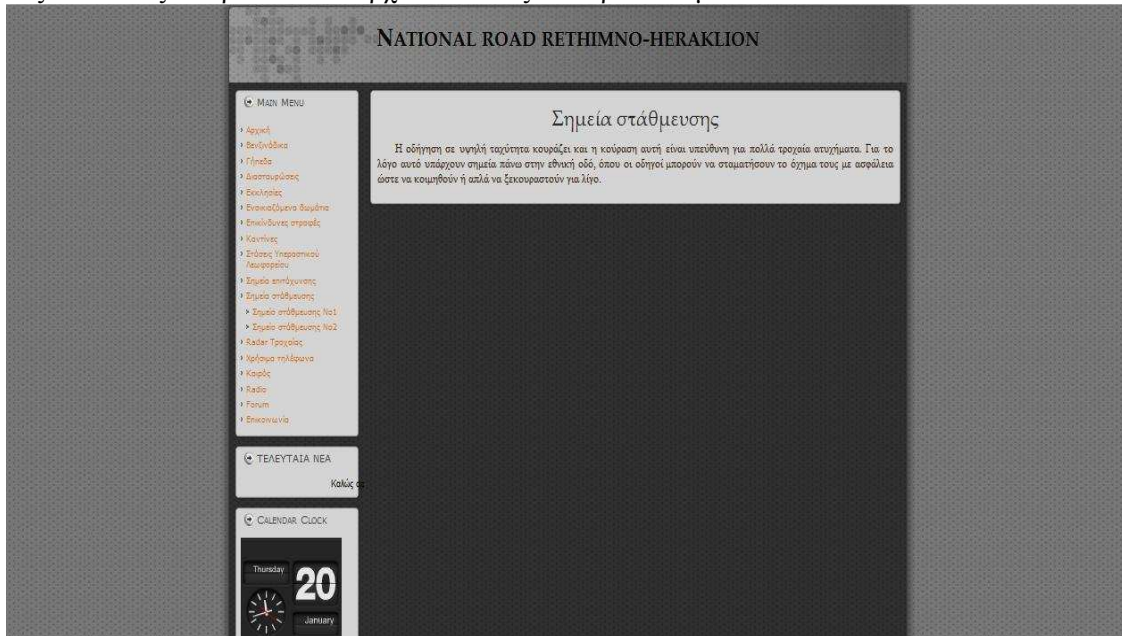 NATIONAL ROAD RETHIMNO-HERAKLION
MAIN MENU
Αρχική
Βενζινάδικα
Γήπεδα
Διασταυρώσεις
Εκκλησίες
Ενοικιαζόμενα δωμάτια
Επικίνδυνες στροφές
Καντίνες
Στάσεις Υπεραστικού
Λεωφορείου
Σημεία επιτάχυνσης
Σημεία στάθμευσης
Σημείο στάθμευσης Νο1
Σημείο στάθμευσης Νο2
Radar Τροχαίας
Χρήσιμα τηλέφωνα
Καιρός
Radio
Forum
Επικοινωνία
Σημεία στάθμευσης
Η οδήγηση σε υψηλή ταχύτητα κουράζει και η κούραση αυτή είναι υπεύθυνη για πολλά τροχαία ατυχήματα. Για το
λόγο αυτό υπάρχουν σημεία πάνω στην εθνική οδό, όπου οι οδηγοί μπορούν να σταματήσουν το όχημα τους με ασφάλεια
ώστε να κοιμηθούν ή απλά να ξεκουραστούν για λίγο.
ΤΕΛΕΥΤΑΙΑ ΝΕΑ
Καλώς
CALENDAR CLOCK
Thursday
20
January